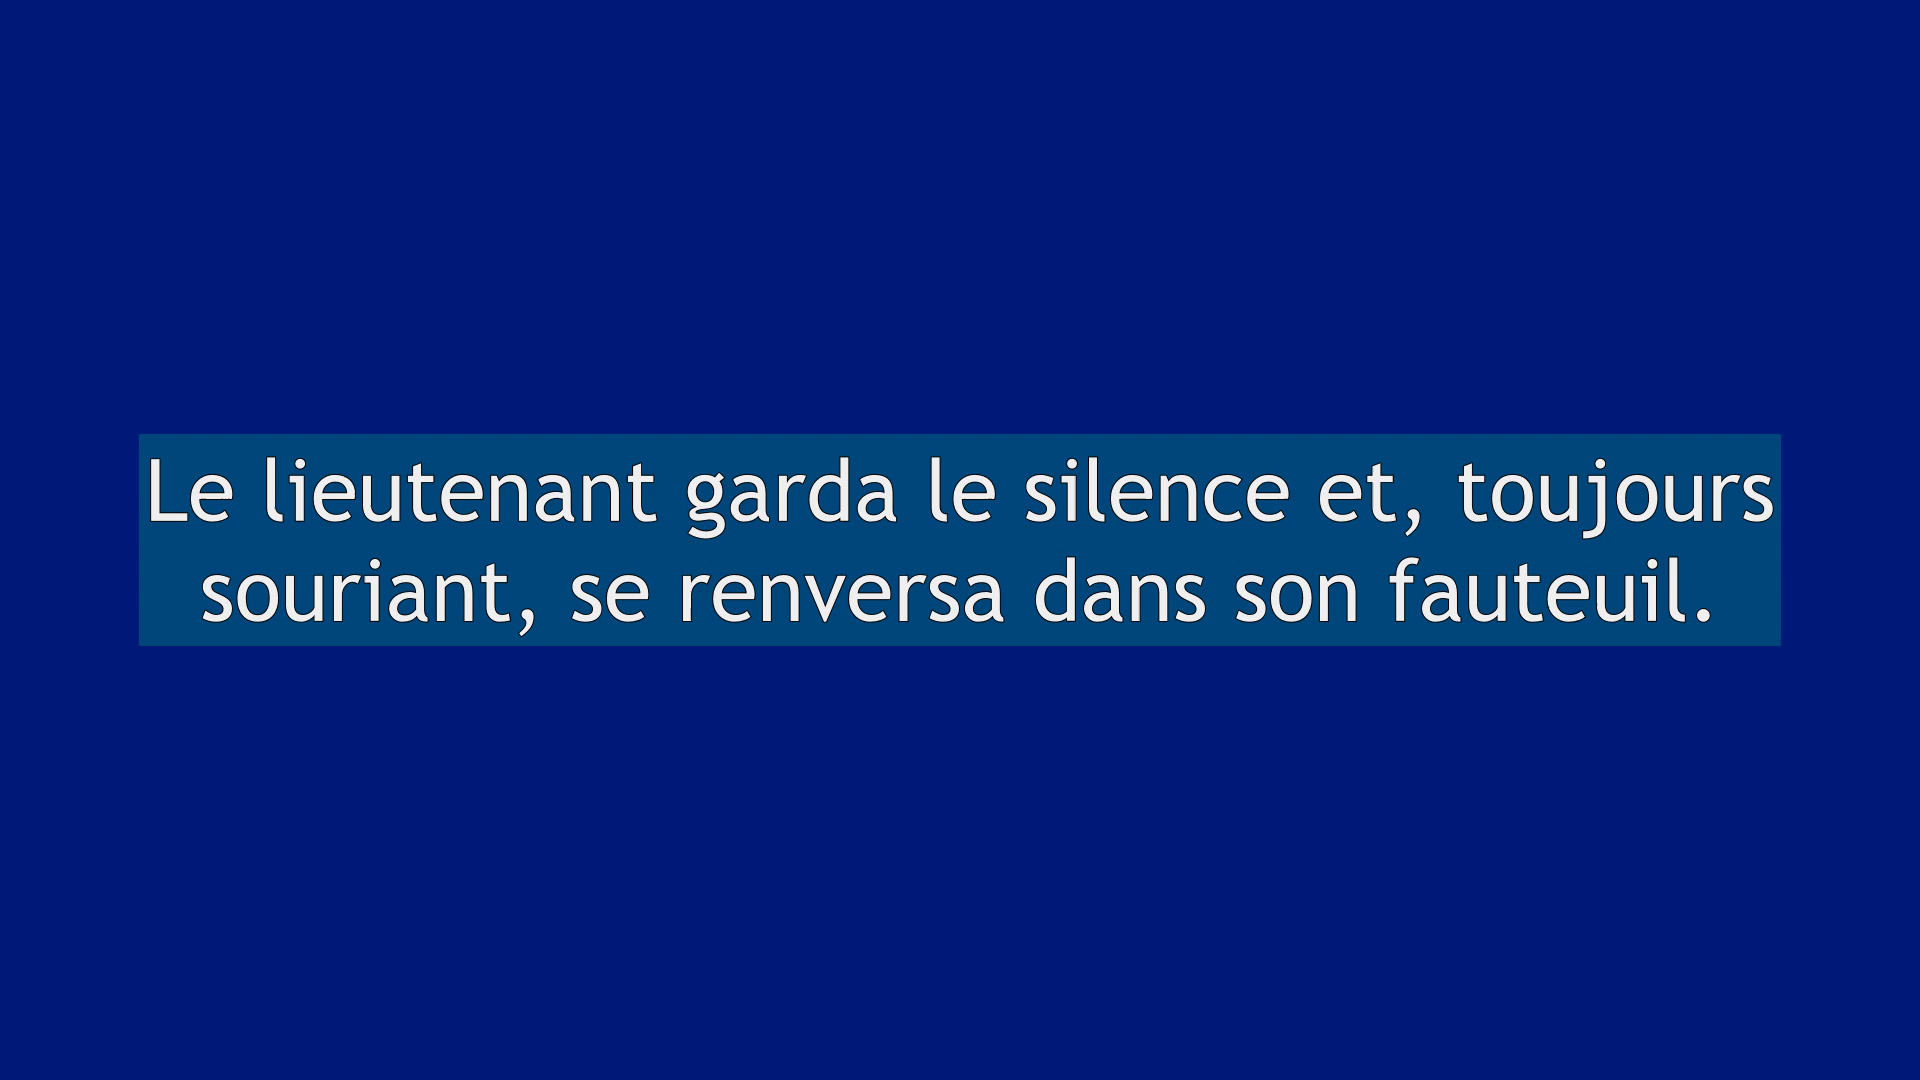 Le lieutenant garda le silence et, toujours
souriant, se renversa dans son fauteuil.